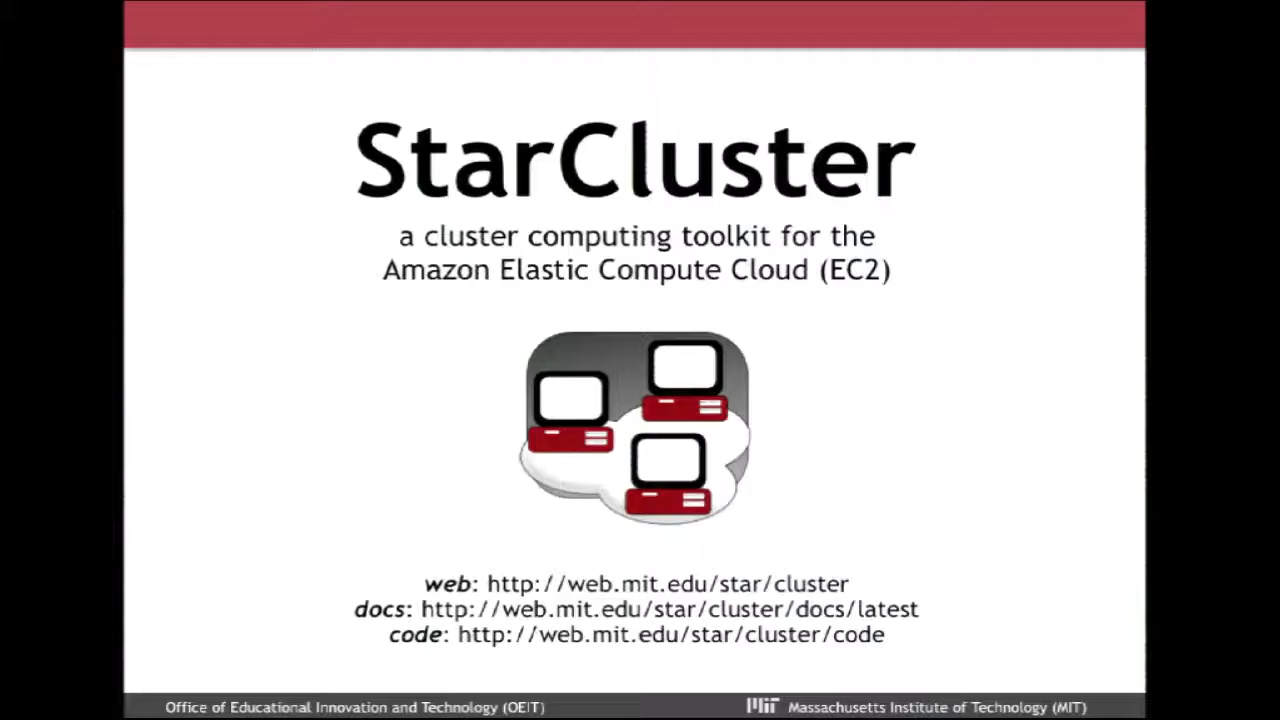 StarCluster
a cluster computing toolkit for the
Amazon Elastic Compute Cloud (EC2)
web: http://web.mit.edu/star/cluster
docs: http://web.mit.edu/star/cluster/docs/latest
code: http://web.mit.edu/star/cluster/code
Office of Educational Innovation and Technology (OEIT)
MIT Massachusetts Institute of Technology (MIT)